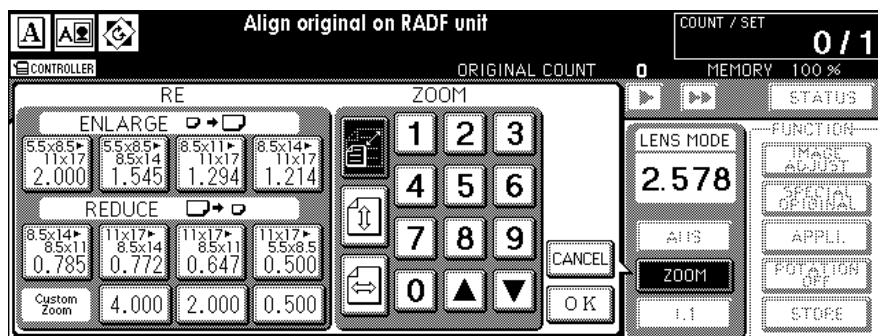 A A Align original on RADF unit COUNT / SET
0 / 1
CONTROLLER ORIGINAL COUNT 0 MEMORY 100 %
RE ZOOM STATUS
ENLARGE
5.5x8.5 11x17 2.000
5.5x8.5 8.5x14 1.545
8.5x11 11x17 1.294
8.5x14 11x17 1.214
REDUCE
8.5x14 8.5x11 0.785
11x17 8.5x14 0.772
11x17 8.5x11 0.647
11x17 5.5x8.5 0.500
Custom Zoom 4.000 2.000 0.500
1 2 3
4 5 6
7 8 9
0
CANCEL
OK
LENS MODE
2.578
AMS
ZOOM
1.1
FUNCTION
IMAGE ADJUST
SPECIAL ORIGINAL
APPLI.
ROTATION OFF
STORE